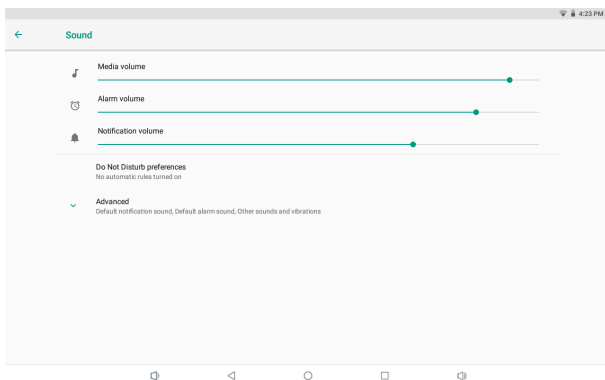 4:23 PM
Sound
Media volume
Alarm volume
Notification volume
Do Not Disturb preferences
No automatic rules turned on
Advanced
Default notification sound, Default alarm sound, Other sounds and vibrations